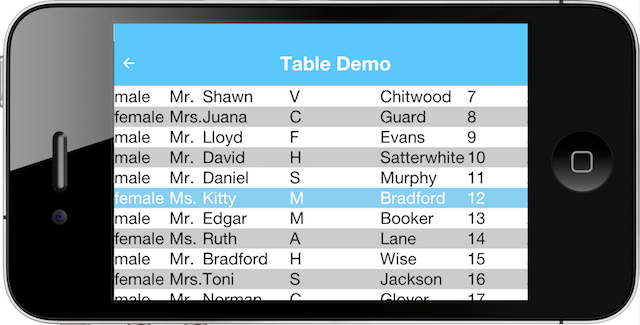 Table Demo
male Mr. Shawn V Chitwood 7
female Mrs. Juana C Guard 8
male Mr. Lloyd F Evans 9
male Mr. David H Satterwhite 10
male Mr. Daniel S Murphy 11
female Ms. Kitty M Bradford 12
male Mr. Edgar M Booker 13
female Ms. Ruth A Lane 14
male Mr. Bradford H Wise 15
female Mrs. Toni S Jackson 16
male Mr. Norman C Glover 17